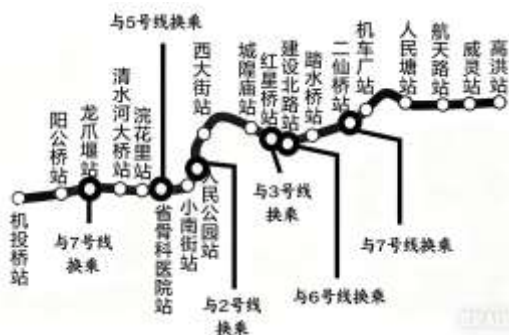 机投桥站
阳公桥站
龙爪堰站
清水河大桥站
浣花里站
省骨科医院站
小南街站
人民公园站
西大街站
城隍庙站
红星桥站
建设北路站
踏水桥站
二仙桥站
机车厂站
人民塘站
航天路站
威灵站
高洪站
与5号线换乘
与7号线
换乘
与2号线
换乘
与3号线
换乘
与6号线换乘
与7号线换乘